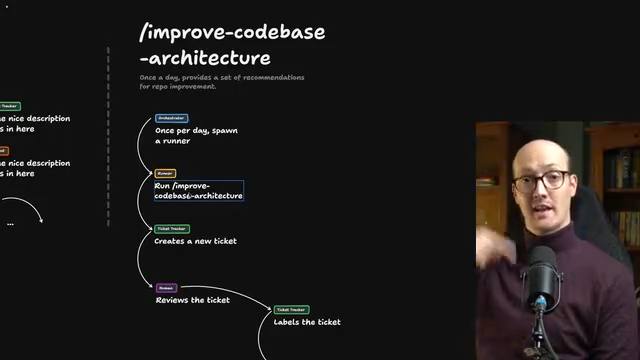 /improve-codebase
-architecture
Once a day, provides a set of recommendations
for repo improvement.
Tracker
e nice description
s in here
e nice description
s in here
...
Orchestrator
Once per day, spawn
a runner
Runner
Run /improve-
codebase-architecture
Ticket Tracker
Creates a new ticket
Human
Reviews the ticket
Ticket Tracker
Labels the ticket